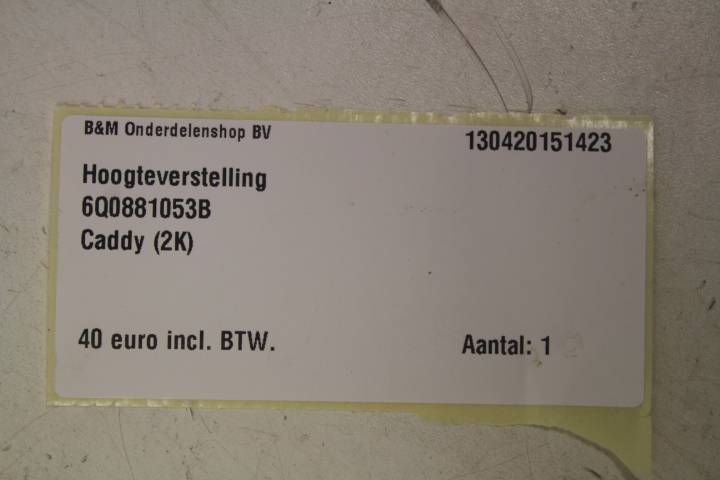 B&M Onderdelenshop BV
130420151423
Hoogteverstelling
6Q0881053B
Caddy (2K)
40 euro incl. BTW.
Aantal: 1